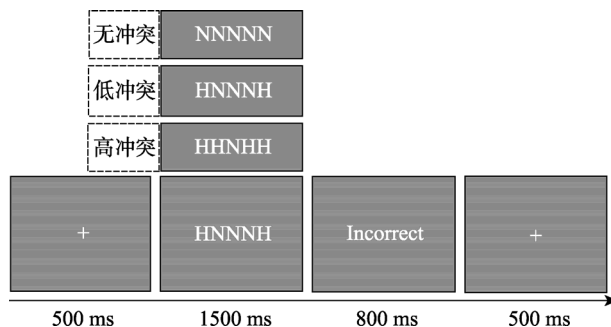 无冲突 NNNNN
低冲突 HNNNH
高冲突 HHNHH
+ HNNNH Incorrect +
500 ms 1500 ms 800 ms 500 ms